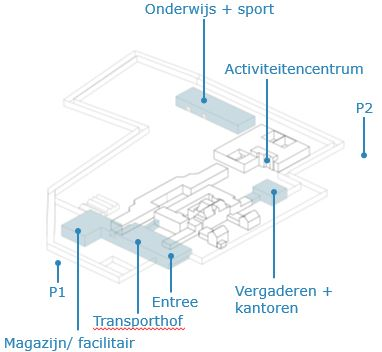 Onderwijs + sport
Activiteitencentrum
P2
P1
Entree
Transporthof
Magazijn/ facilitair
Vergaderen +
kantoren